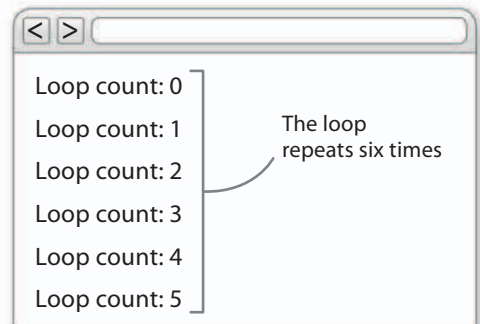 < >
Loop count: 0
Loop count: 1
Loop count: 2
Loop count: 3
Loop count: 4
Loop count: 5
The loop
repeats six times